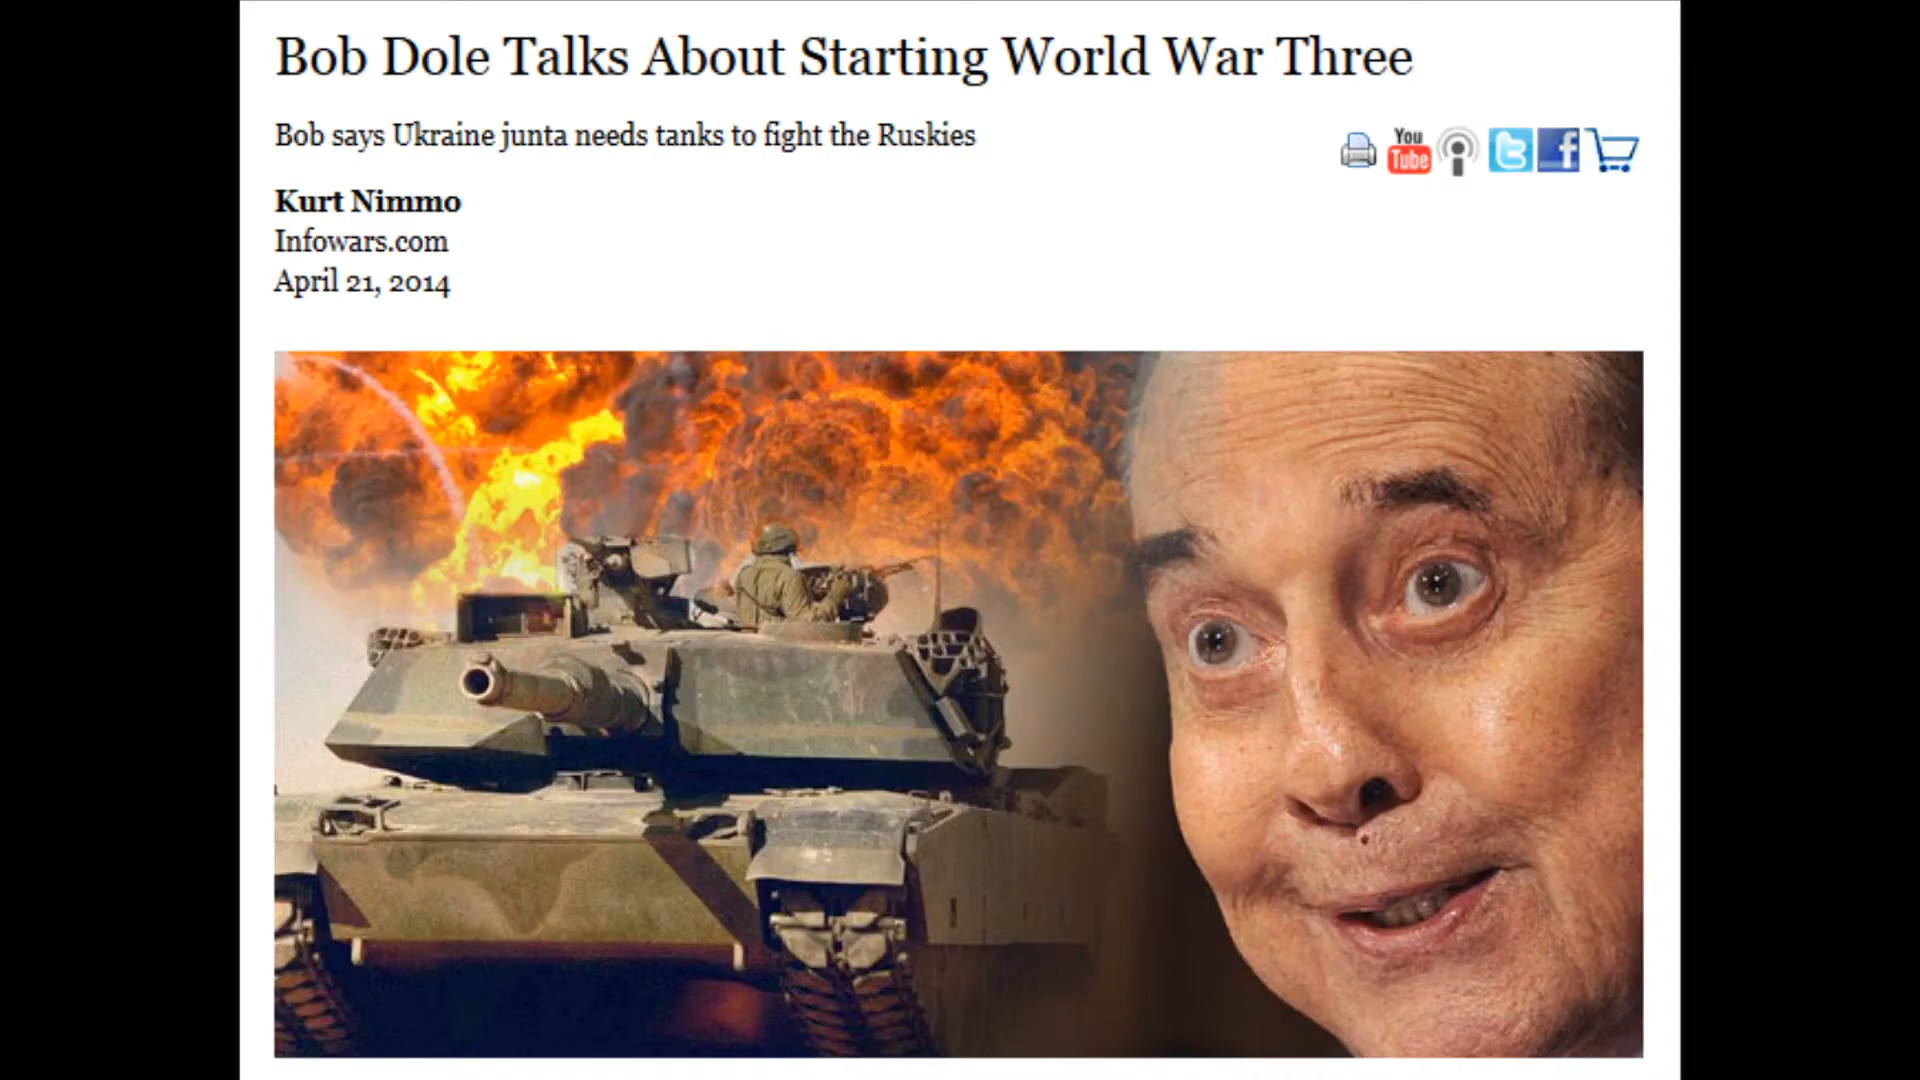 Bob Dole Talks About Starting World War Three
Bob says Ukraine junta needs tanks to fight the Ruskies
You
Tube
Kurt Nimmo
Infowars.com
April 21, 2014